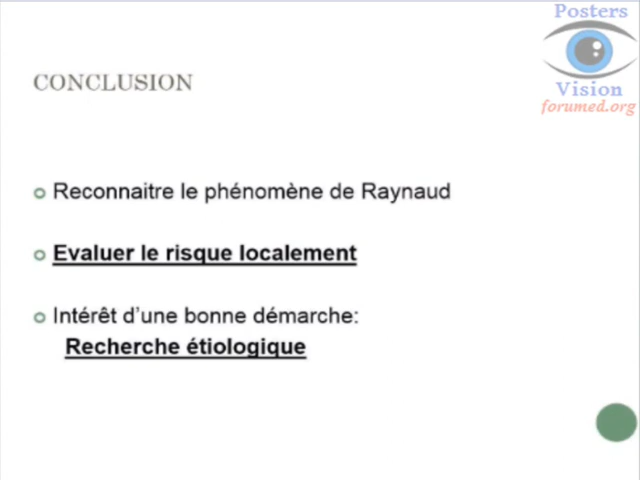 Posters
Vision
forumed.org
CONCLUSION
Reconnaitre le phénomène de Raynaud
Evaluer le risque localement
Intérêt d'une bonne démarche:
Recherche étiologique